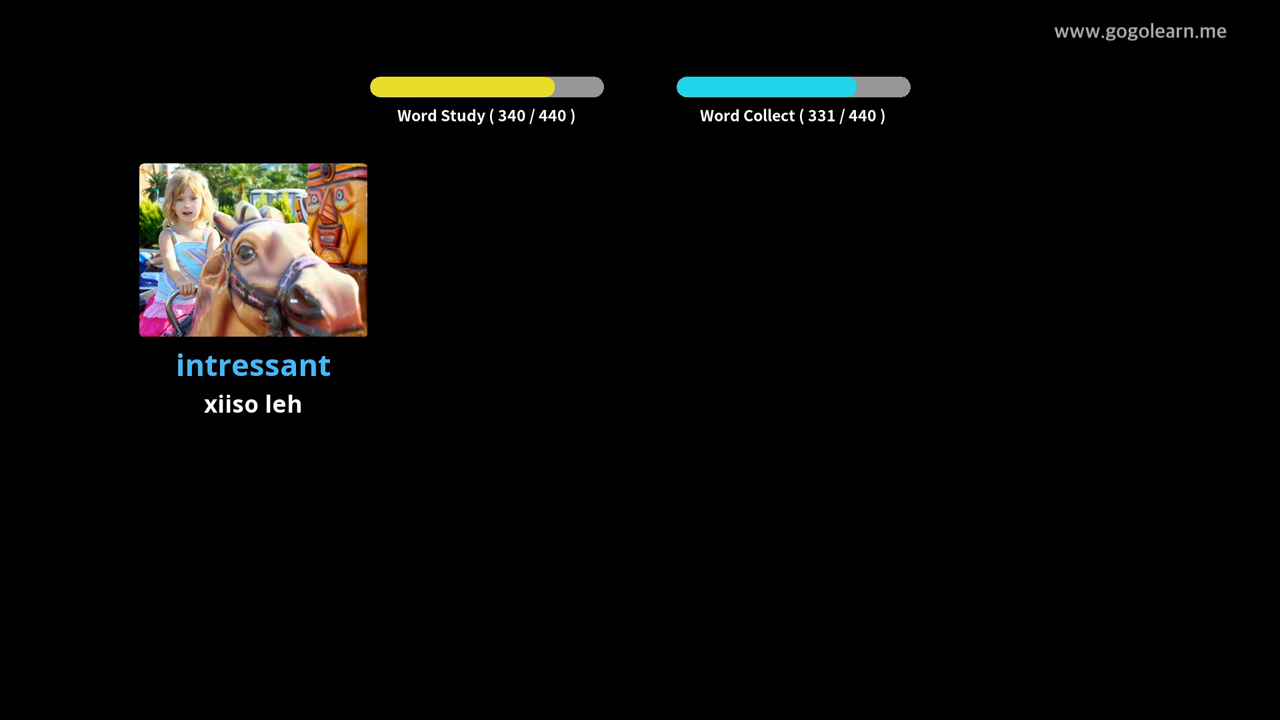 www.gogolearn.me
Word Study ( 340 / 440 )
Word Collect ( 331 / 440 )
intressant
xiiso leh